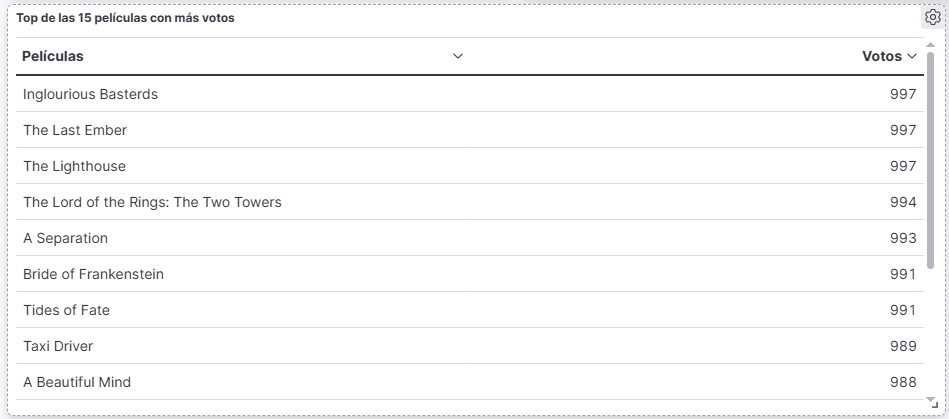 Top de las 15 películas con más votos
Películas Votos
Inglourious Basterds 997
The Last Ember 997
The Lighthouse 997
The Lord of the Rings: The Two Towers 994
A Separation 993
Bride of Frankenstein 991
Tides of Fate 991
Taxi Driver 989
A Beautiful Mind 988